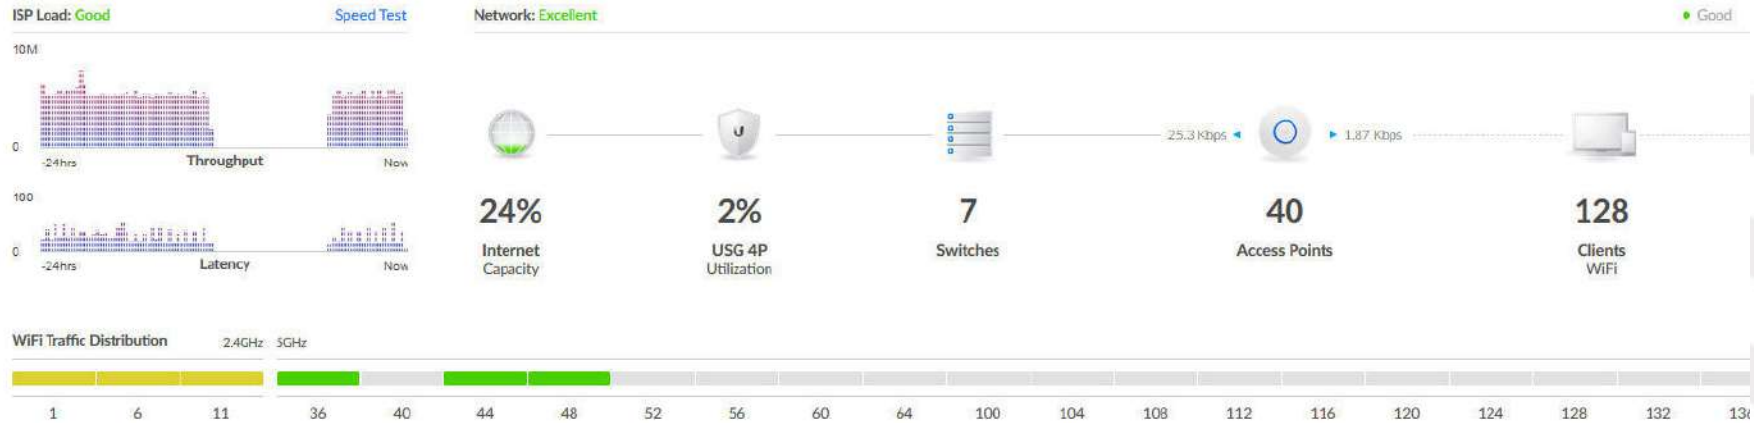 ISP Load: Good
Speed Test
10M
0
-24hrs
Throughput
Now
100
0
-24hrs
Latency
Now
Network: Excellent
Good
25.3 Kbps
1.87 Kbps
24%
Internet
Capacity
2%
USG 4P
Utilization
7
Switches
40
Access Points
128
Clients
WiFi
WiFi Traffic Distribution
2.4GHz
5GHz
1 6 11 36 40 44 48 52 56 60 64 100 104 108 112 116 120 124 128 132 136